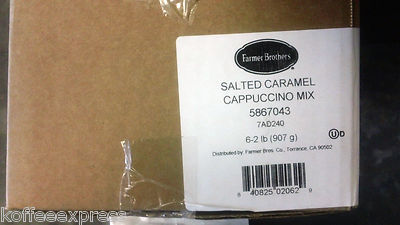 Farmer Brothers
SALTED CARAMEL
CAPPUCCINO MIX
5867043
7AD240
6-2 lb (907 g)
U D
Distributed by: Farmer Bros. Co., Torrance, CA 90502
8 40825 02062 9
koffeeexpress